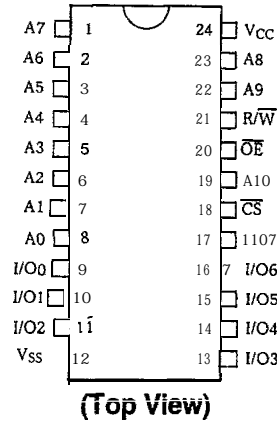 A7 1 24 VCC
A6 2 23 A8
A5 3 22 A9
A4 4 21 R/W̅
A3 5 20 O̅E̅
A2 6 19 A10
A1 7 18 C̅S̅
A0 8 17 1107
I/O0 9 16 7 I/O6
I/O1 10 15 I/O5
I/O2 11 14 I/O4
VSS 12 13 I/O3
(Top View)